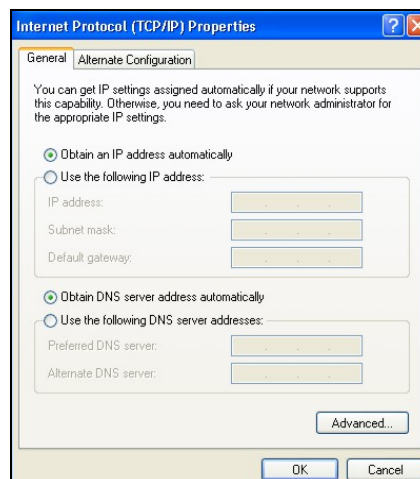 Internet Protocol (TCP/IP) Properties
General
Alternate Configuration
You can get IP settings assigned automatically if your network supports
this capability. Otherwise, you need to ask your network administrator for
the appropriate IP settings.
Obtain an IP address automatically
Use the following IP address:
IP address:
Subnet mask:
Default gateway:
Obtain DNS server address automatically
Use the following DNS server addresses:
Preferred DNS server:
Alternate DNS server:
Advanced...
OK
Cancel